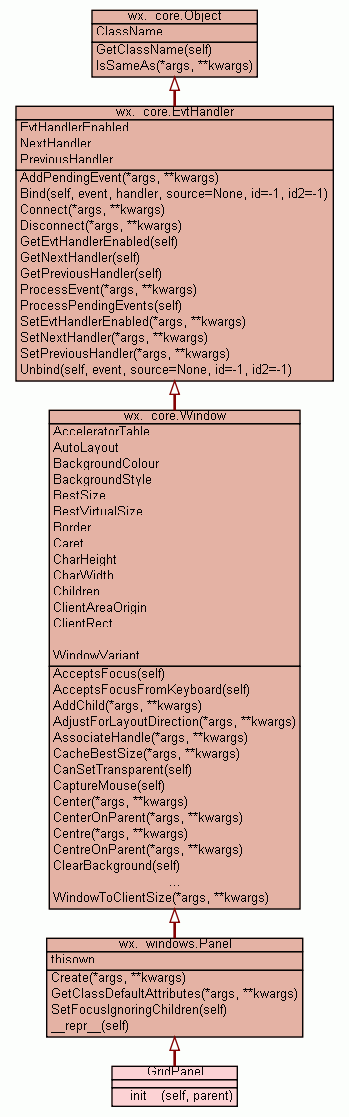 wx._core.Object
ClassName
GetClassName(self)
IsSameAs(*args, **kwargs)
wx._core.EvtHandler
EvtHandlerEnabled
NextHandler
PreviousHandler
AddPendingEvent(*args, **kwargs)
Bind(self, event, handler, source=None, id=-1, id2=-1)
Connect(*args, **kwargs)
Disconnect(*args, **kwargs)
GetEvtHandlerEnabled(self)
GetNextHandler(self)
GetPreviousHandler(self)
ProcessEvent(*args, **kwargs)
ProcessPendingEvents(self)
SetEvtHandlerEnabled(*args, **kwargs)
SetNextHandler(*args, **kwargs)
SetPreviousHandler(*args, **kwargs)
Unbind(self, event, source=None, id=-1, id2=-1)
wx._core.Window
AcceleratorTable
AutoLayout
BackgroundColour
BackgroundStyle
BestSize
BestVirtualSize
Border
Caret
CharHeight
CharWidth
Children
ClientAreaOrigin
ClientRect
WindowVariant
AcceptsFocus(self)
AcceptsFocusFromKeyboard(self)
AddChild(*args, **kwargs)
AdjustForLayoutDirection(*args, **kwargs)
AssociateHandle(*args, **kwargs)
CacheBestSize(*args, **kwargs)
CanSetTransparent(self)
CaptureMouse(self)
Center(*args, **kwargs)
CenterOnParent(*args, **kwargs)
Centre(*args, **kwargs)
CentreOnParent(*args, **kwargs)
ClearBackground(self)
...
WindowToClientSize(*args, **kwargs)
wx._windows.Panel
thisown
Create(*args, **kwargs)
GetClassDefaultAttributes(*args, **kwargs)
SetFocusIgnoringChildren(self)
__repr__(self)
GridPanel
__init__(self, parent)